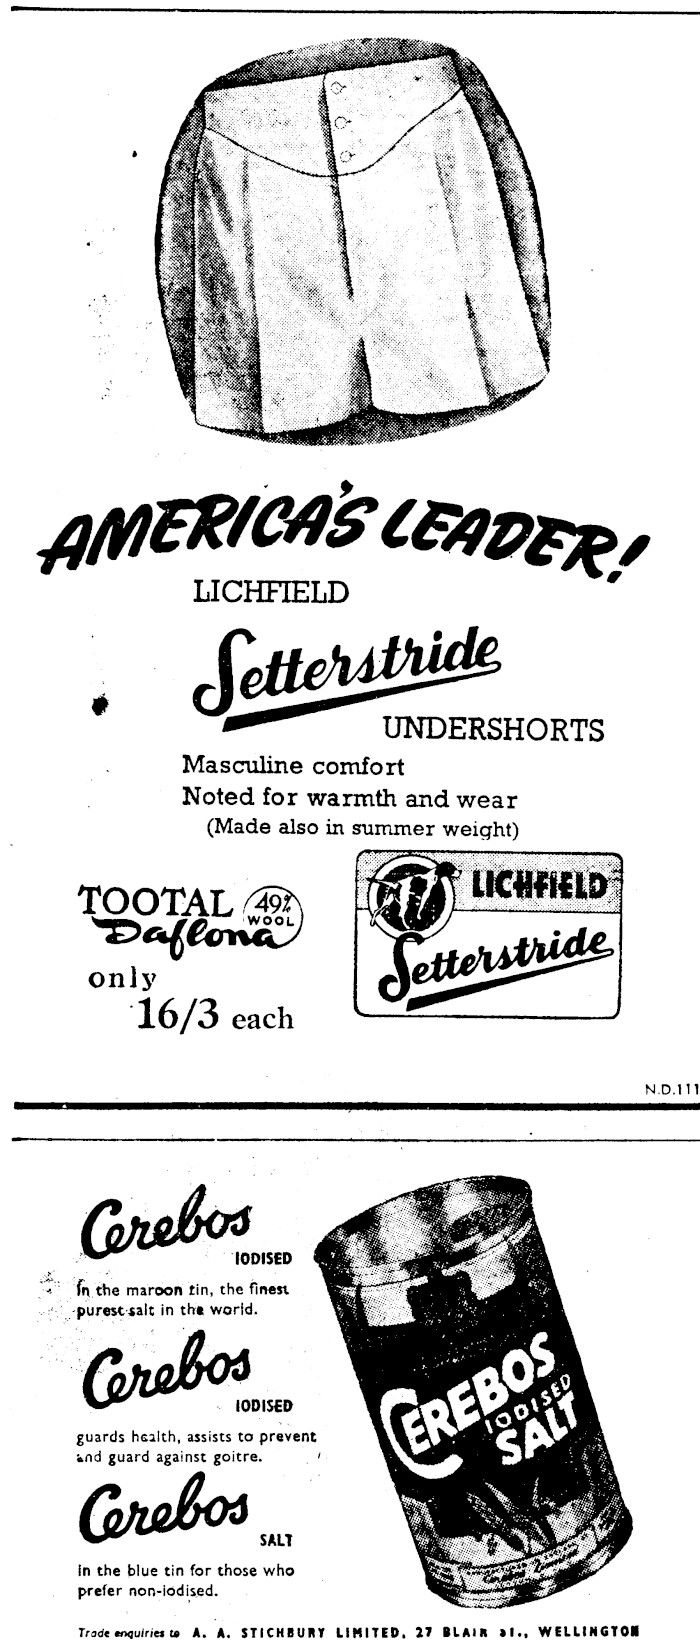 AMERICA'S LEADER!
LICHFIELD
Setterstride
UNDERSHORTS
Masculine comfort
Noted for warmth and wear
(Made also in summer weight)
TOOTAL
49% WOOL
Daflona
only
16/3 each
LICHFIELD
Setterstride
N.D.111
Cerebos
IODISED
In the maroon tin, the finest
purest salt in the world.
Cerebos
IODISED
guards health, assists to prevent
and guard against goitre.
Cerebos
SALT
in the blue tin for those who
prefer non-iodised.
CEREBOS
IODISED
SALT
Trade enquiries to A. A. STICHBURY LIMITED, 27 BLAIR St., WELLINGTON